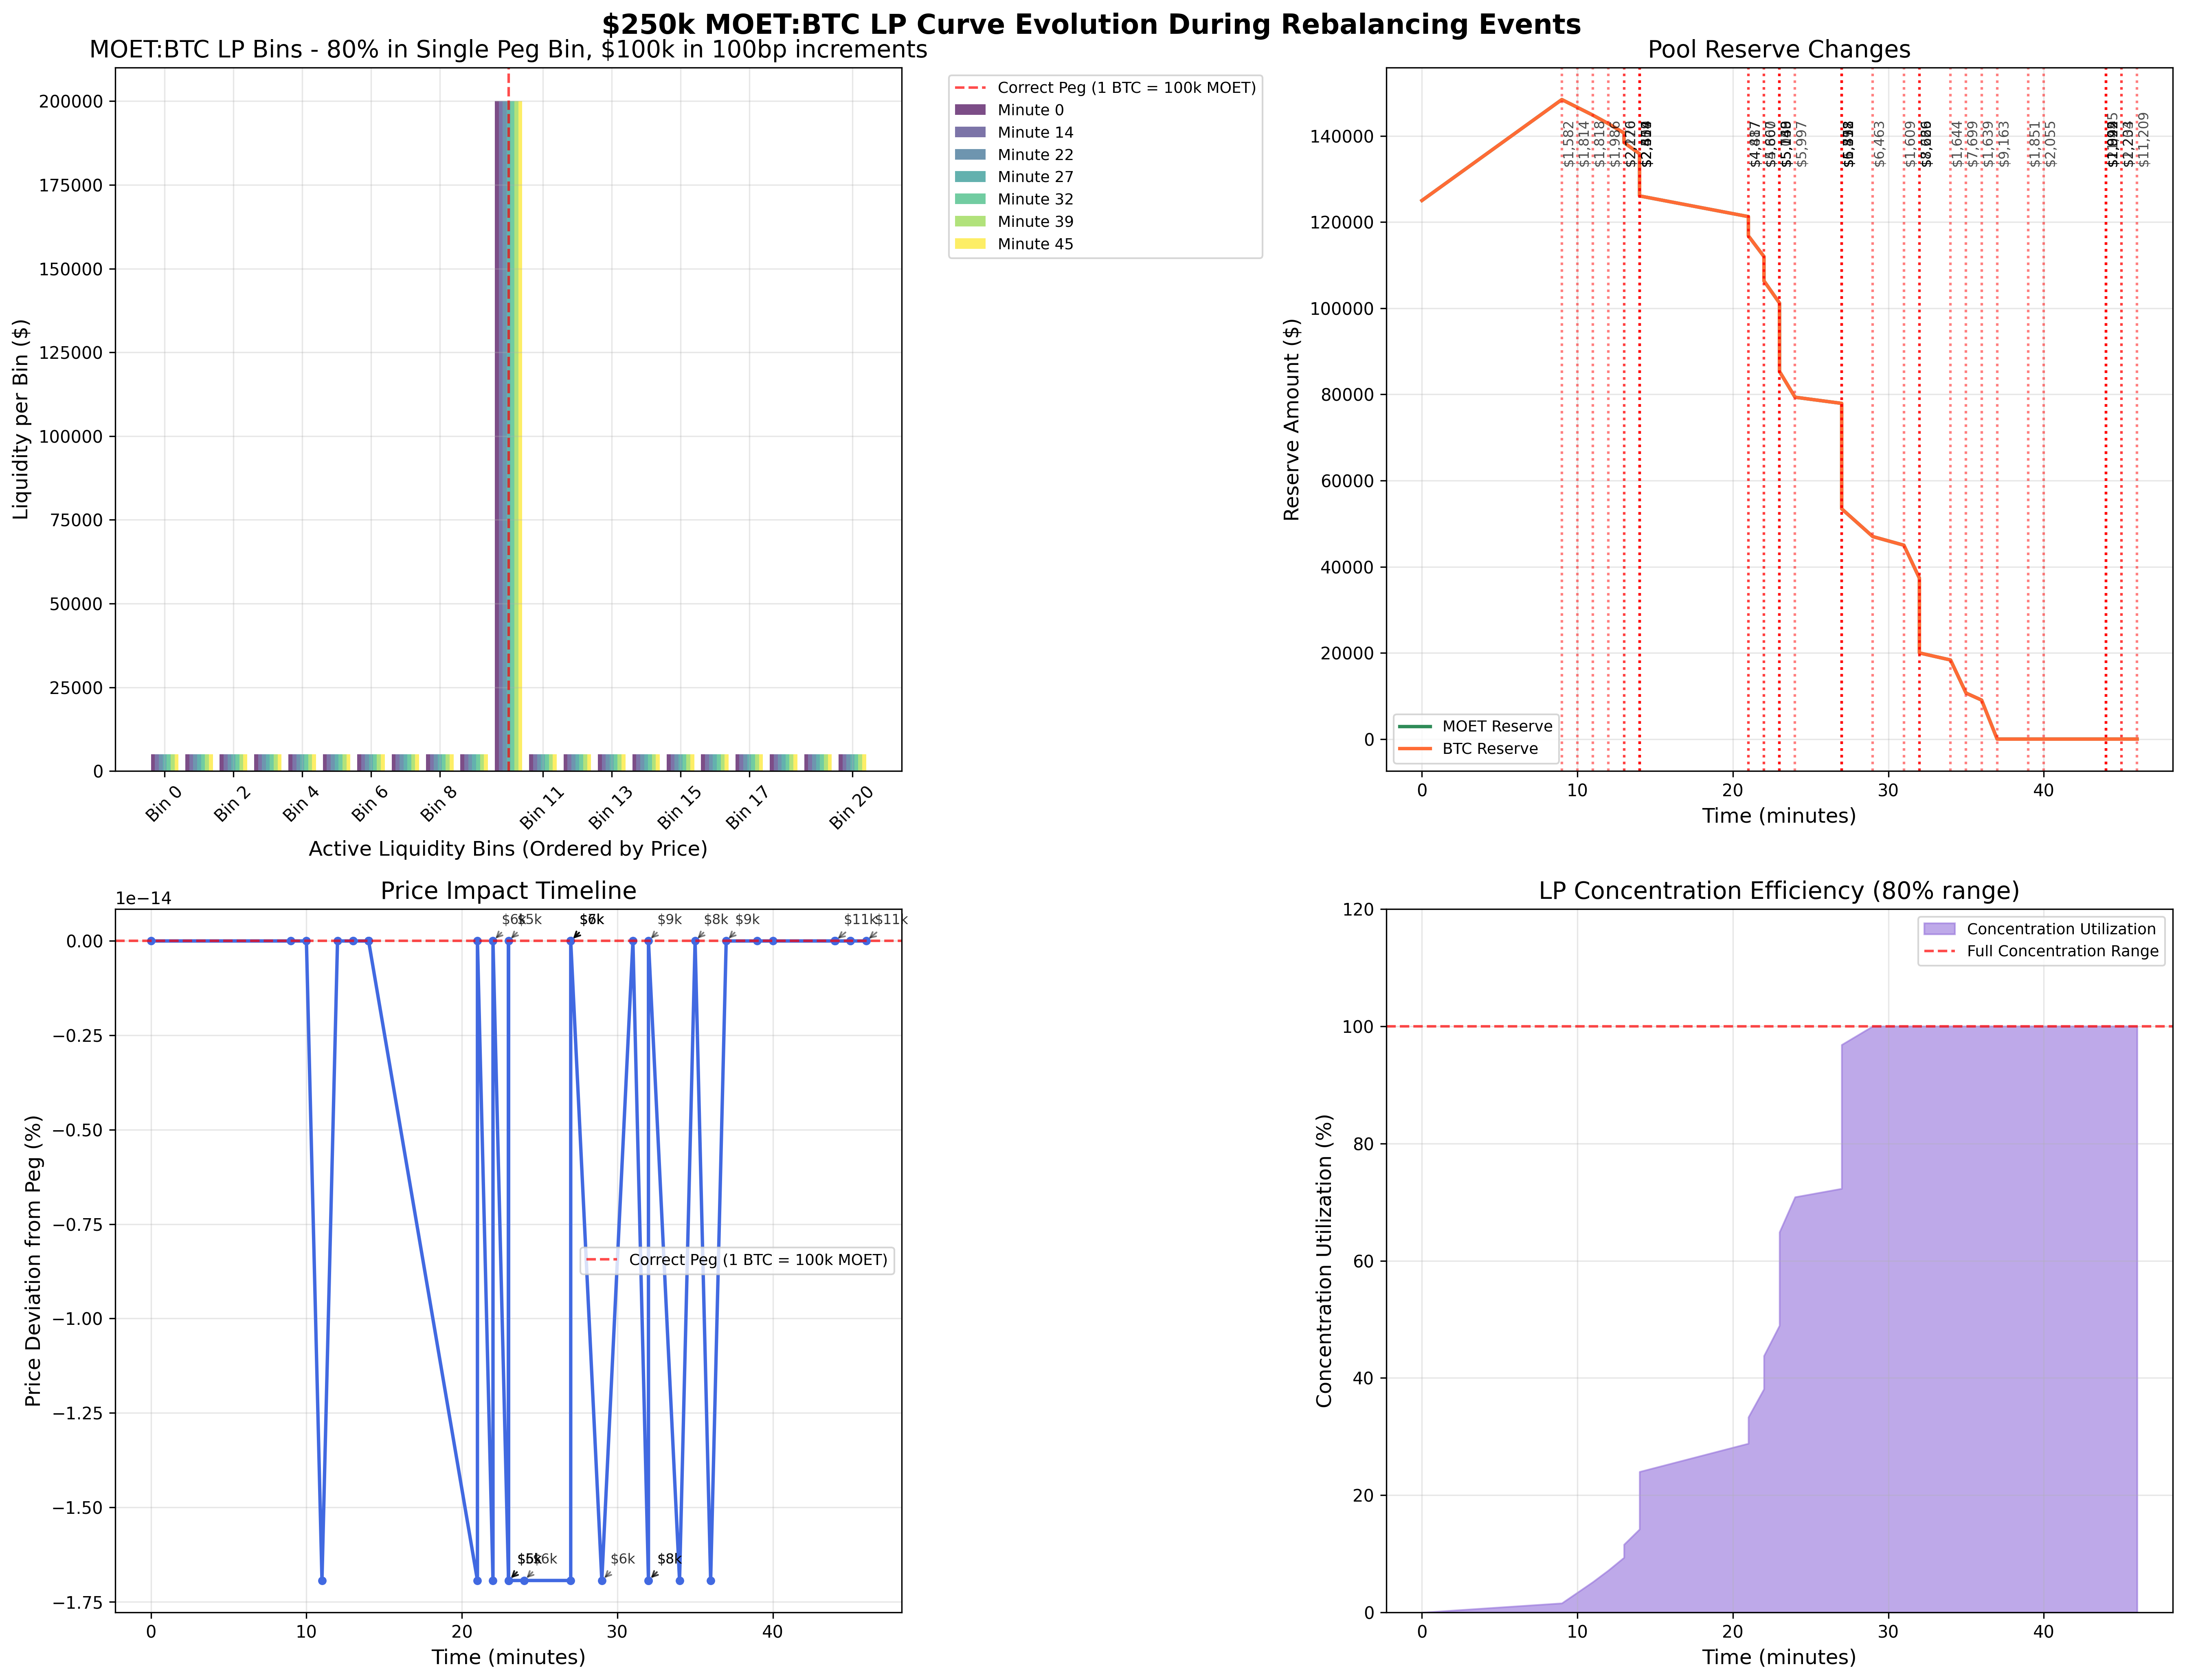 $250k MOET:BTC LP Curve Evolution During Rebalancing Events
MOET:BTC LP Bins - 80% in Single Peg Bin, $100k in 100bp increments
Liquidity per Bin ($)
200000
175000
150000
125000
100000
75000
50000
25000
0
Bin 0
Bin 2
Bin 4
Bin 6
Bin 8
Bin 11
Bin 13
Bin 15
Bin 17
Bin 20
Active Liquidity Bins (Ordered by Price)
Correct Peg (1 BTC = 100k MOET)
Minute 0
Minute 14
Minute 22
Minute 27
Minute 32
Minute 39
Minute 45
Pool Reserve Changes
Reserve Amount ($)
140000
120000
100000
80000
60000
40000
20000
0
$1,582
$1,814
$1,818
$1,986
$4,817
$5,997
$6,463
$1,609
$1,644
$7,699
$1,639
$9,163
$1,851
$2,055
$11,209
MOET Reserve
BTC Reserve
0
10
20
30
40
Time (minutes)
Price Impact Timeline
1e−14
Price Deviation from Peg (%)
0.00
−0.25
−0.50
−0.75
−1.00
−1.25
−1.50
−1.75
$6k
$5k
$9k
$8k
$9k
$11k
$11k
Correct Peg (1 BTC = 100k MOET)
$6k
$6k
$8k
0
10
20
30
40
Time (minutes)
LP Concentration Efficiency (80% range)
Concentration Utilization (%)
120
100
80
60
40
20
0
Concentration Utilization
Full Concentration Range
0
10
20
30
40
Time (minutes)